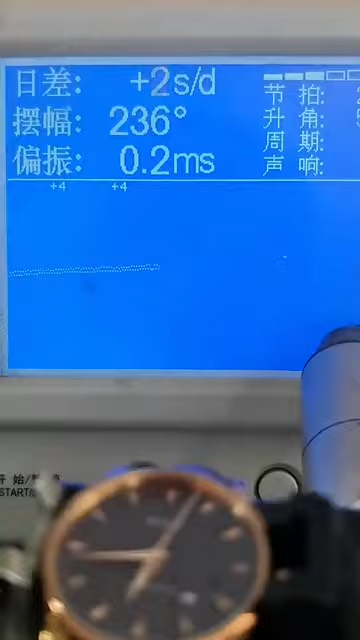 日差: +2s/d
摆幅: 236°
偏振: 0.2ms
节 拍:
升 角:
周 期:
声 响:
+4 +4
START/